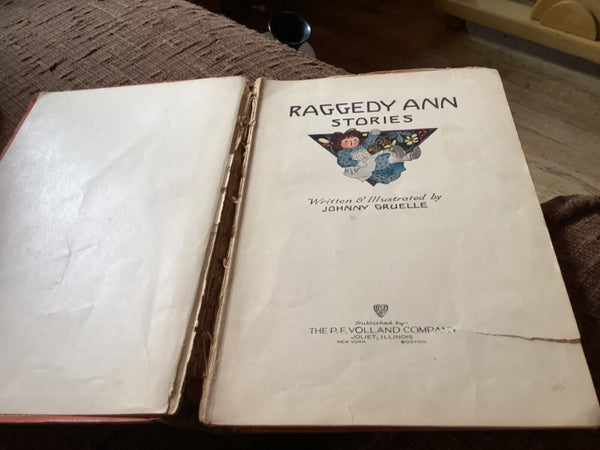 RAGGEDY ANN
STORIES
Written & Illustrated by
JOHNNY GRUELLE
Published by-
THE P. F. VOLLAND COMPANY
JOLIET, ILLINOIS
NEW YORK BOSTON